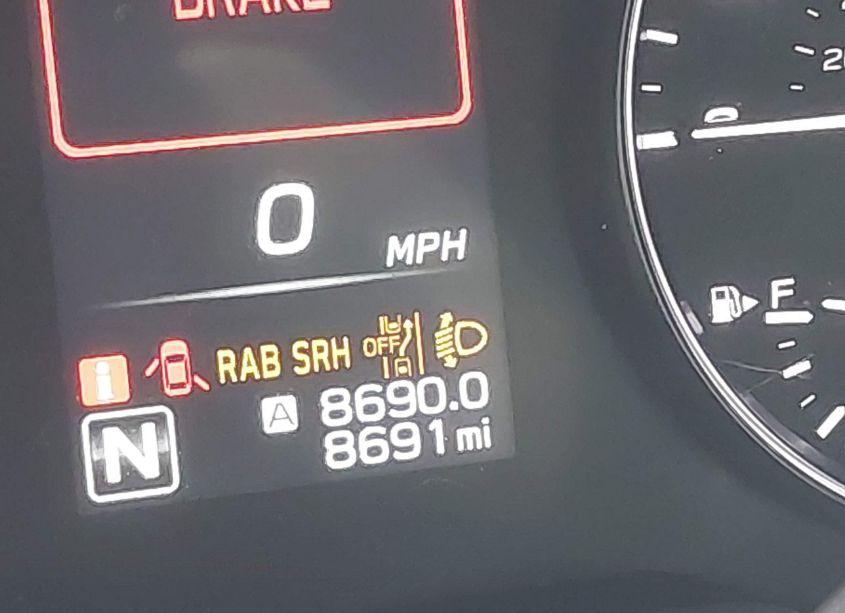 BRAKE
0
MPH
i RAB SRH OFF
A 8690.0
8691 mi
N
F